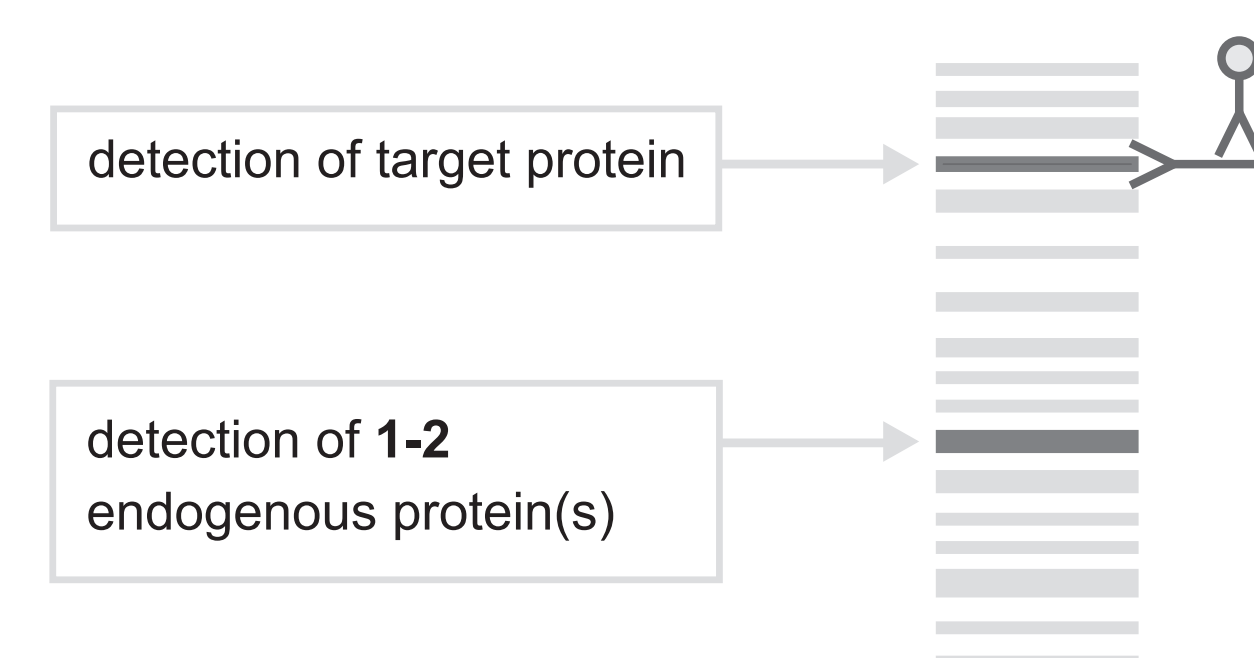 detection of target protein
detection of 1-2
endogenous protein(s)